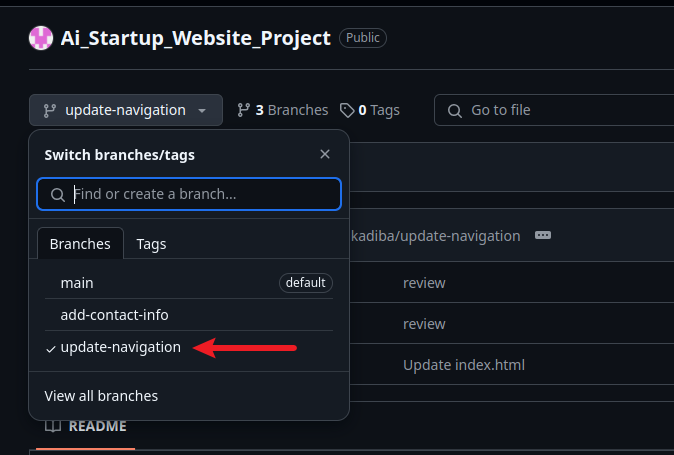 Ai_Startup_Website_Project Public
update-navigation 3 Branches 0 Tags Go to file
Switch branches/tags
Find or create a branch...
Branches Tags
kadiba/update-navigation
main default
review
add-contact-info
review
update-navigation
Update index.html
View all branches
README